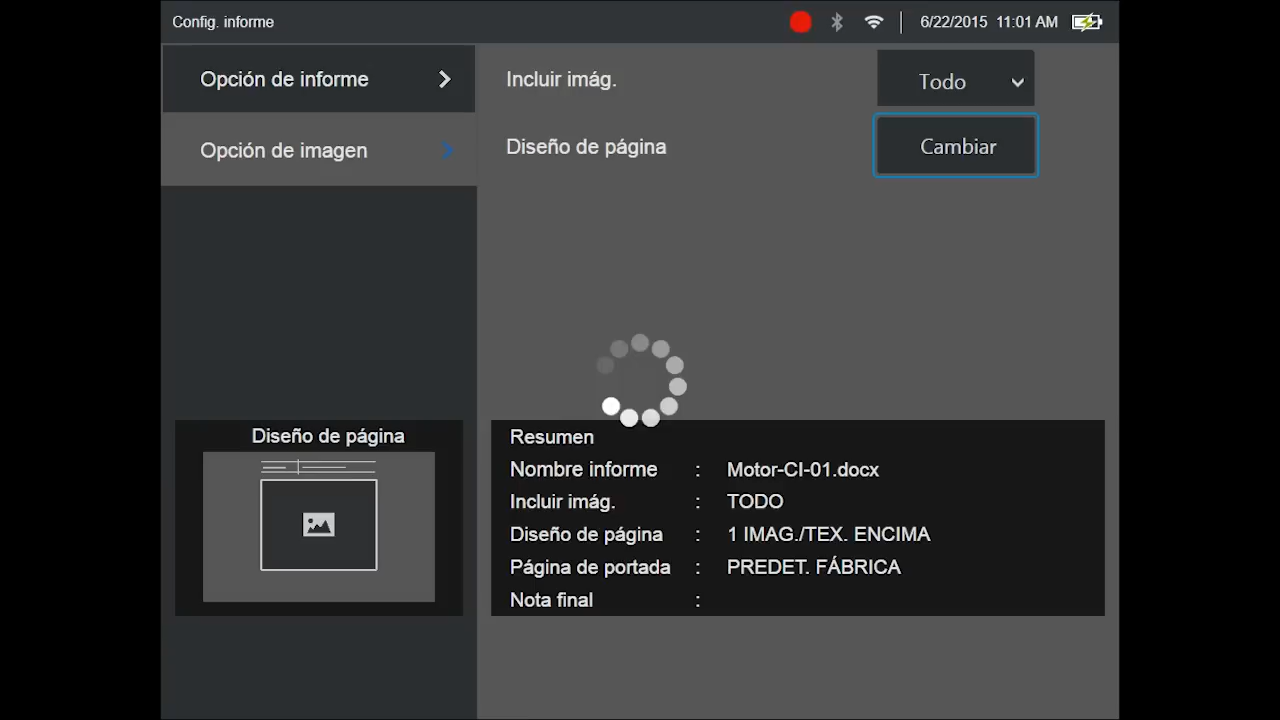 Config. informe
6/22/2015 11:01 AM
Opción de informe
Opción de imagen
Incluir imág.
Todo
Diseño de página
Cambiar
Diseño de página
Resumen
Nombre informe : Motor-CI-01.docx
Incluir imág. : TODO
Diseño de página : 1 IMAG./TEX. ENCIMA
Página de portada : PREDET. FÁBRICA
Nota final :